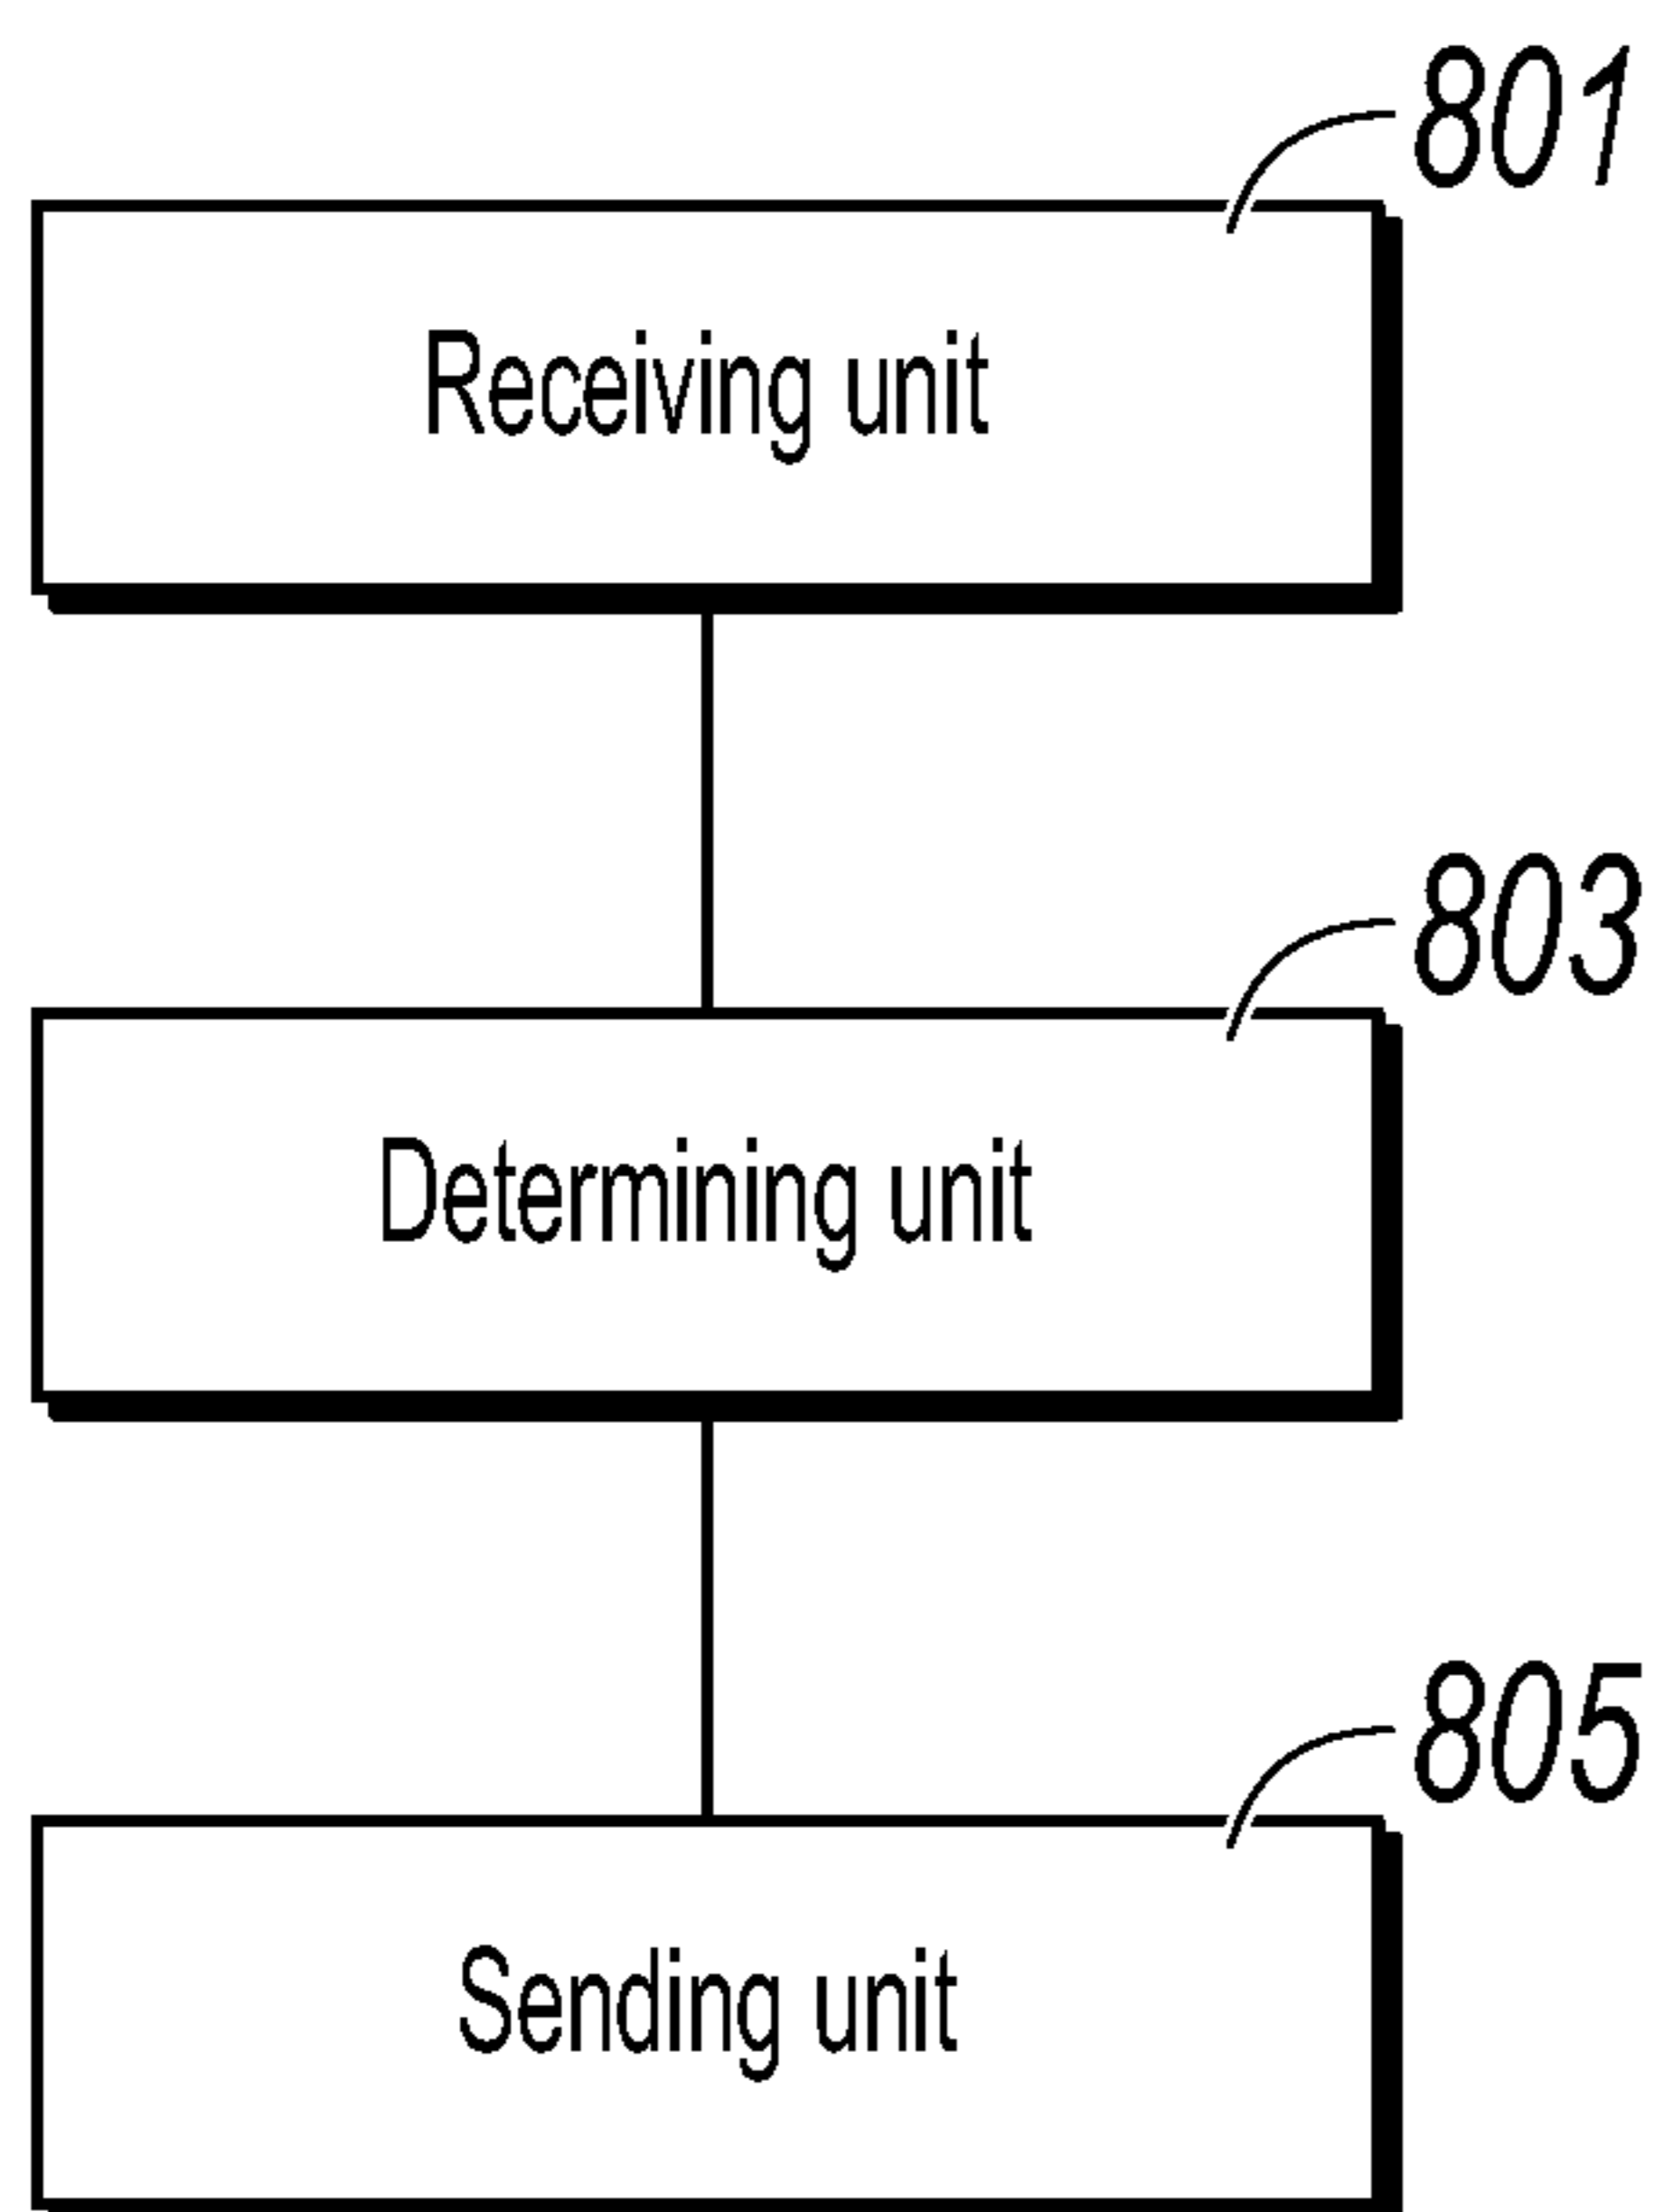 801
Receiving unit
803
Determining unit
805
Sending unit